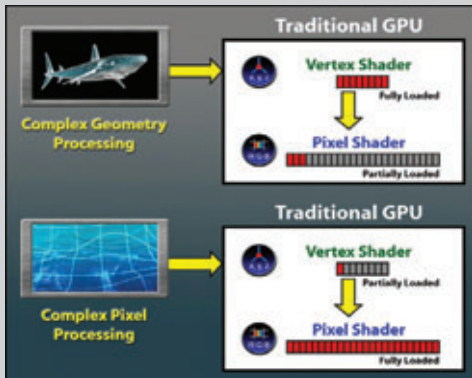 Traditional GPU
Vertex Shader
Fully Loaded
Complex Geometry
Processing
Pixel Shader
R G B
Partially Loaded
Traditional GPU
Vertex Shader
Partially Loaded
Complex Pixel
Processing
Pixel Shader
R G B
Fully Loaded